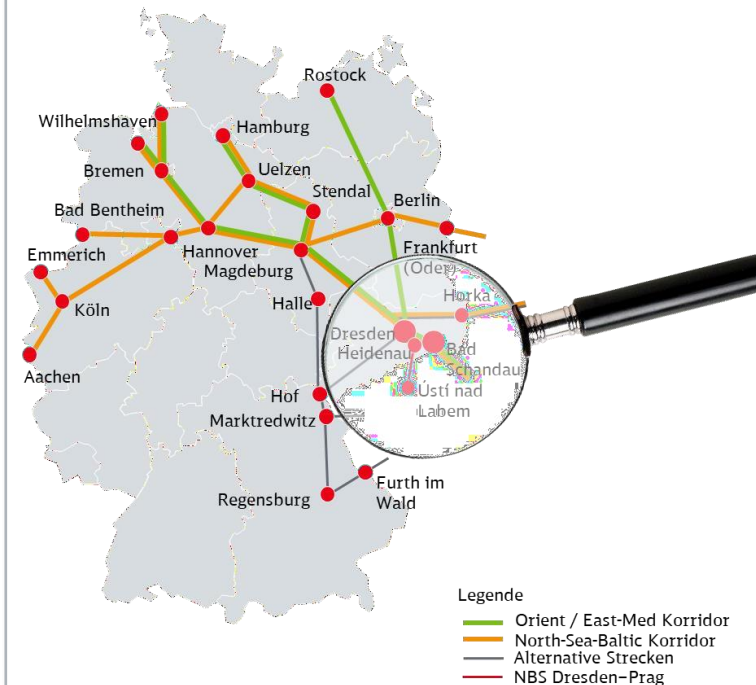 Rostock
Wilhelmshaven
Hamburg
Bremen
Uelzen
Stendal
Bad Bentheim
Berlin
Emmerich
Hannover
Frankfurt
(Oder)
Magdeburg
Köln
Halle
Horka
Dresden
Heidenau
Bad
Schandau
Aachen
Hof
Ústí nad
Labem
Marktredwitz
Regensburg
Furth im
Wald
Legende
Orient / East-Med Korridor
North-Sea-Baltic Korridor
Alternative Strecken
NBS Dresden–Prag